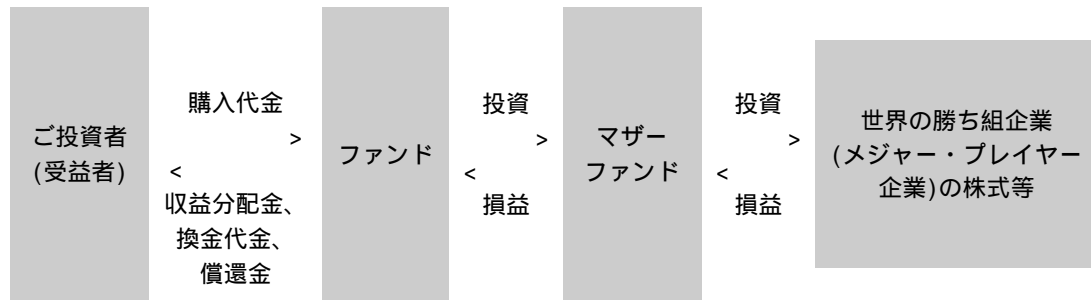 ご投資者
(受益者)
購入代金
>
<
収益分配金、
換金代金、
償還金
ファンド
投資
>
<
損益
マザー
ファンド
投資
>
<
損益
世界の勝ち組企業
(メジャー・プレイヤー
企業)の株式等